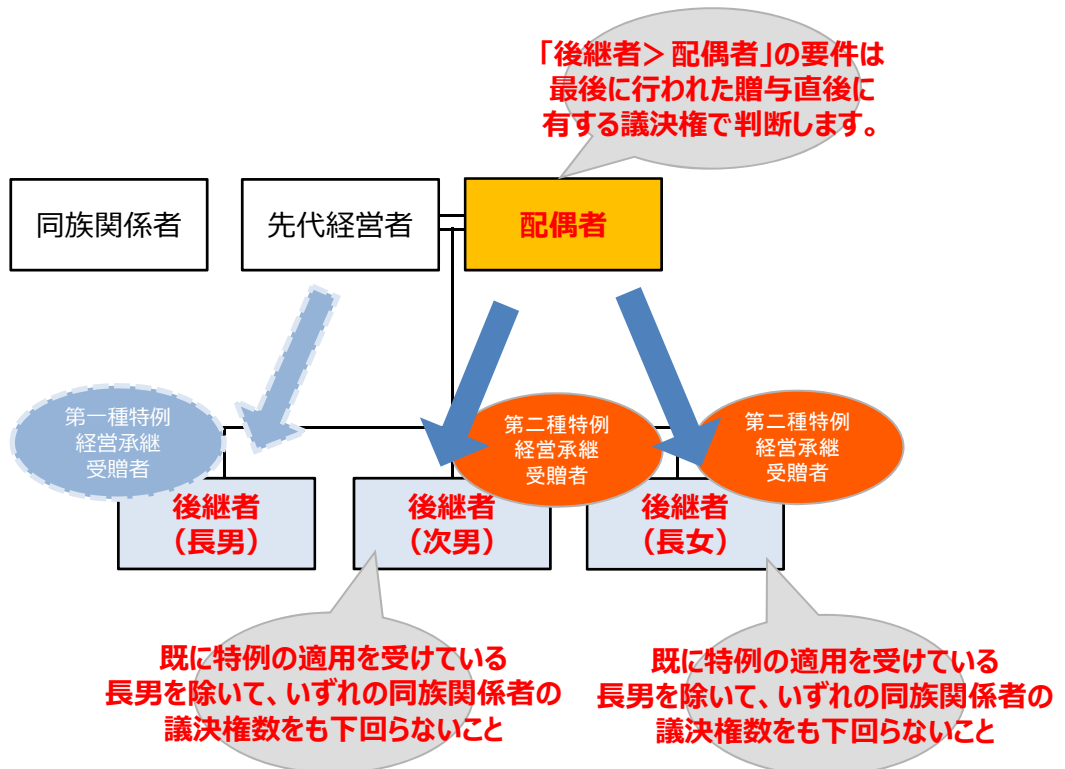 「後継者＞配偶者」の要件は
最後に行われた贈与直後に
有する議決権で判断します。
同族関係者
先代経営者
配偶者
第一種特例
経営承継
受贈者
第二種特例
経営承継
受贈者
第二種特例
経営承継
受贈者
後継者
（長男）
後継者
（次男）
後継者
（長女）
既に特例の適用を受けている
長男を除いて、いずれの同族関係者の
議決権数をも下回らないこと
既に特例の適用を受けている
長男を除いて、いずれの同族関係者の
議決権数をも下回らないこと